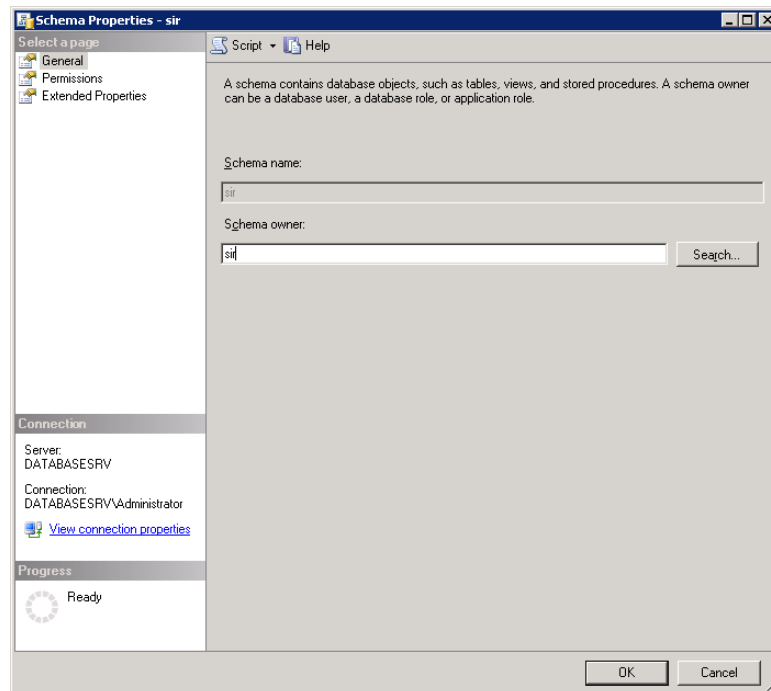 Schema Properties - sir
Select a page
General
Permissions
Extended Properties
Script
Help
A schema contains database objects, such as tables, views, and stored procedures. A schema owner
can be a database user, a database role, or application role.
Schema name:
sir
Schema owner:
sir
Search...
Connection
Server:
DATABASESRV
Connection:
DATABASESRV\Administrator
View connection properties
Progress
Ready
OK
Cancel